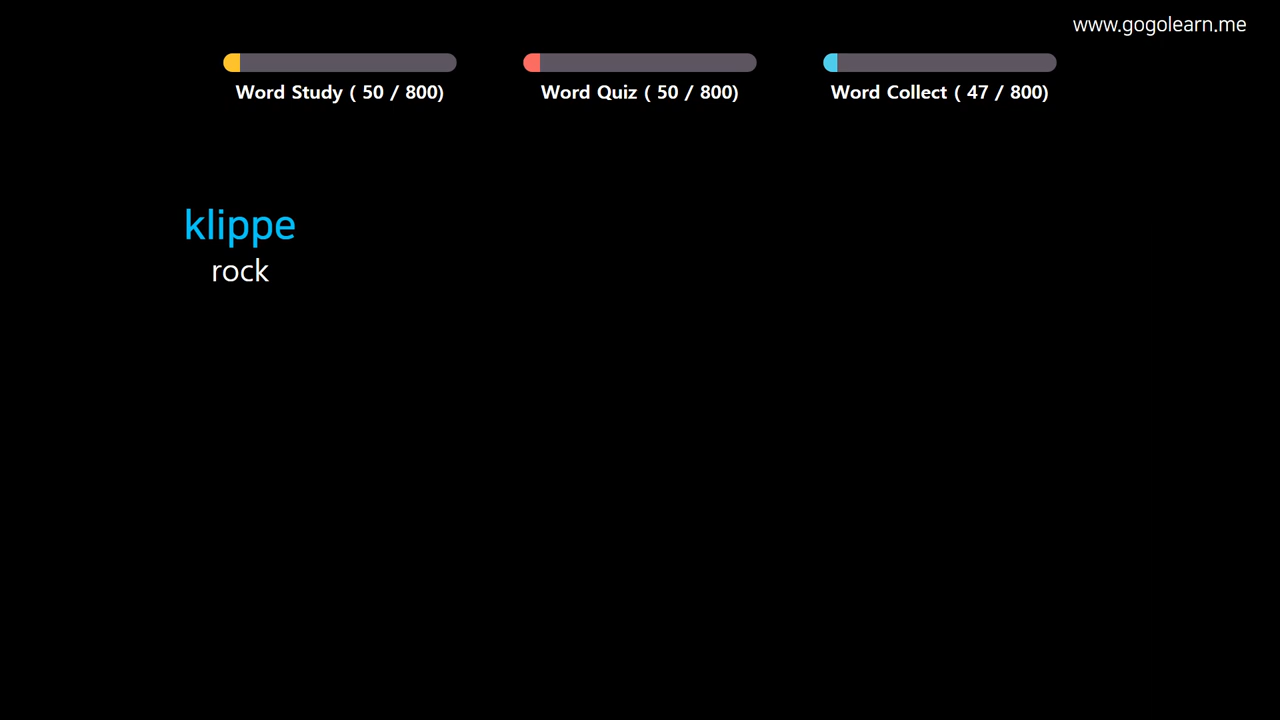 www.gogolearn.me
Word Study ( 50 / 800)
Word Quiz ( 50 / 800)
Word Collect ( 47 / 800)
klippe
rock